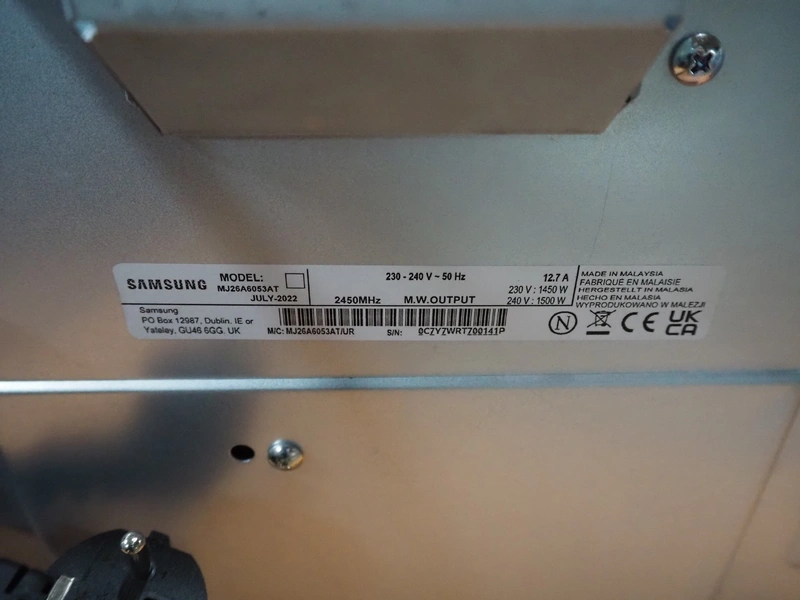 SAMSUNG
MODEL:
MJ26A6053AT
JULY-2022
230 - 240 V ~ 50 Hz
12.7 A
230 V : 1450 W
2450MHz M.W.OUTPUT 240 V : 1500 W
MADE IN MALAYSIA
FABRIQUE EN MALAISIE
HERGESTELLT IN MALASIA
HECHO EN MALASIA
WYPRODUKOWANO W MALEZJI
Samsung
PO Box 12987, Dublin. IE or
Yateley, GU46 6GG. UK
M/C: MJ26A6053AT/UR S/N: 0CZYZWRT700141P
N CE UK
CA